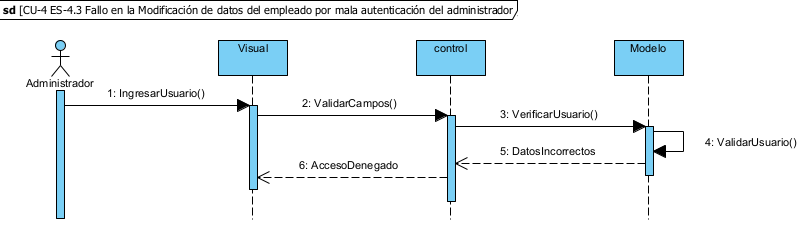 sd [CU-4 ES-4.3 Fallo en la Modificación de datos del empleado por mala autenticación del administrador
Visual
control
Modelo
Administrador
1: IngresarUsuario()
2: ValidarCampos()
3: VerificarUsuario()
4: ValidarUsuario()
5: DatosIncorrectos
6: AccesoDenegado